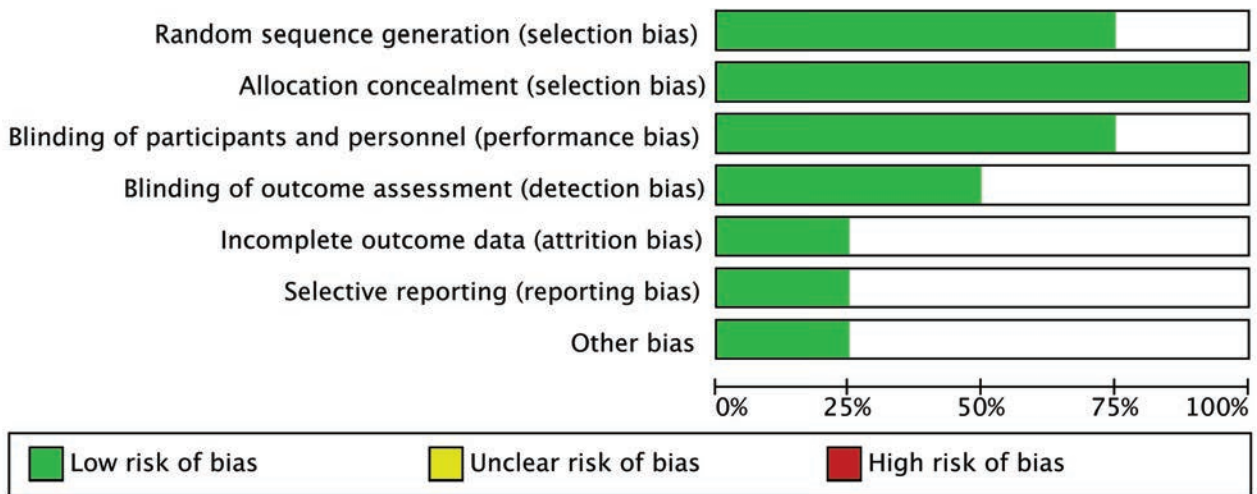 Random sequence generation (selection bias)
Allocation concealment (selection bias)
Blinding of participants and personnel (performance bias)
Blinding of outcome assessment (detection bias)
Incomplete outcome data (attrition bias)
Selective reporting (reporting bias)
Other bias
0% 25% 50% 75% 100%
Low risk of bias Unclear risk of bias High risk of bias